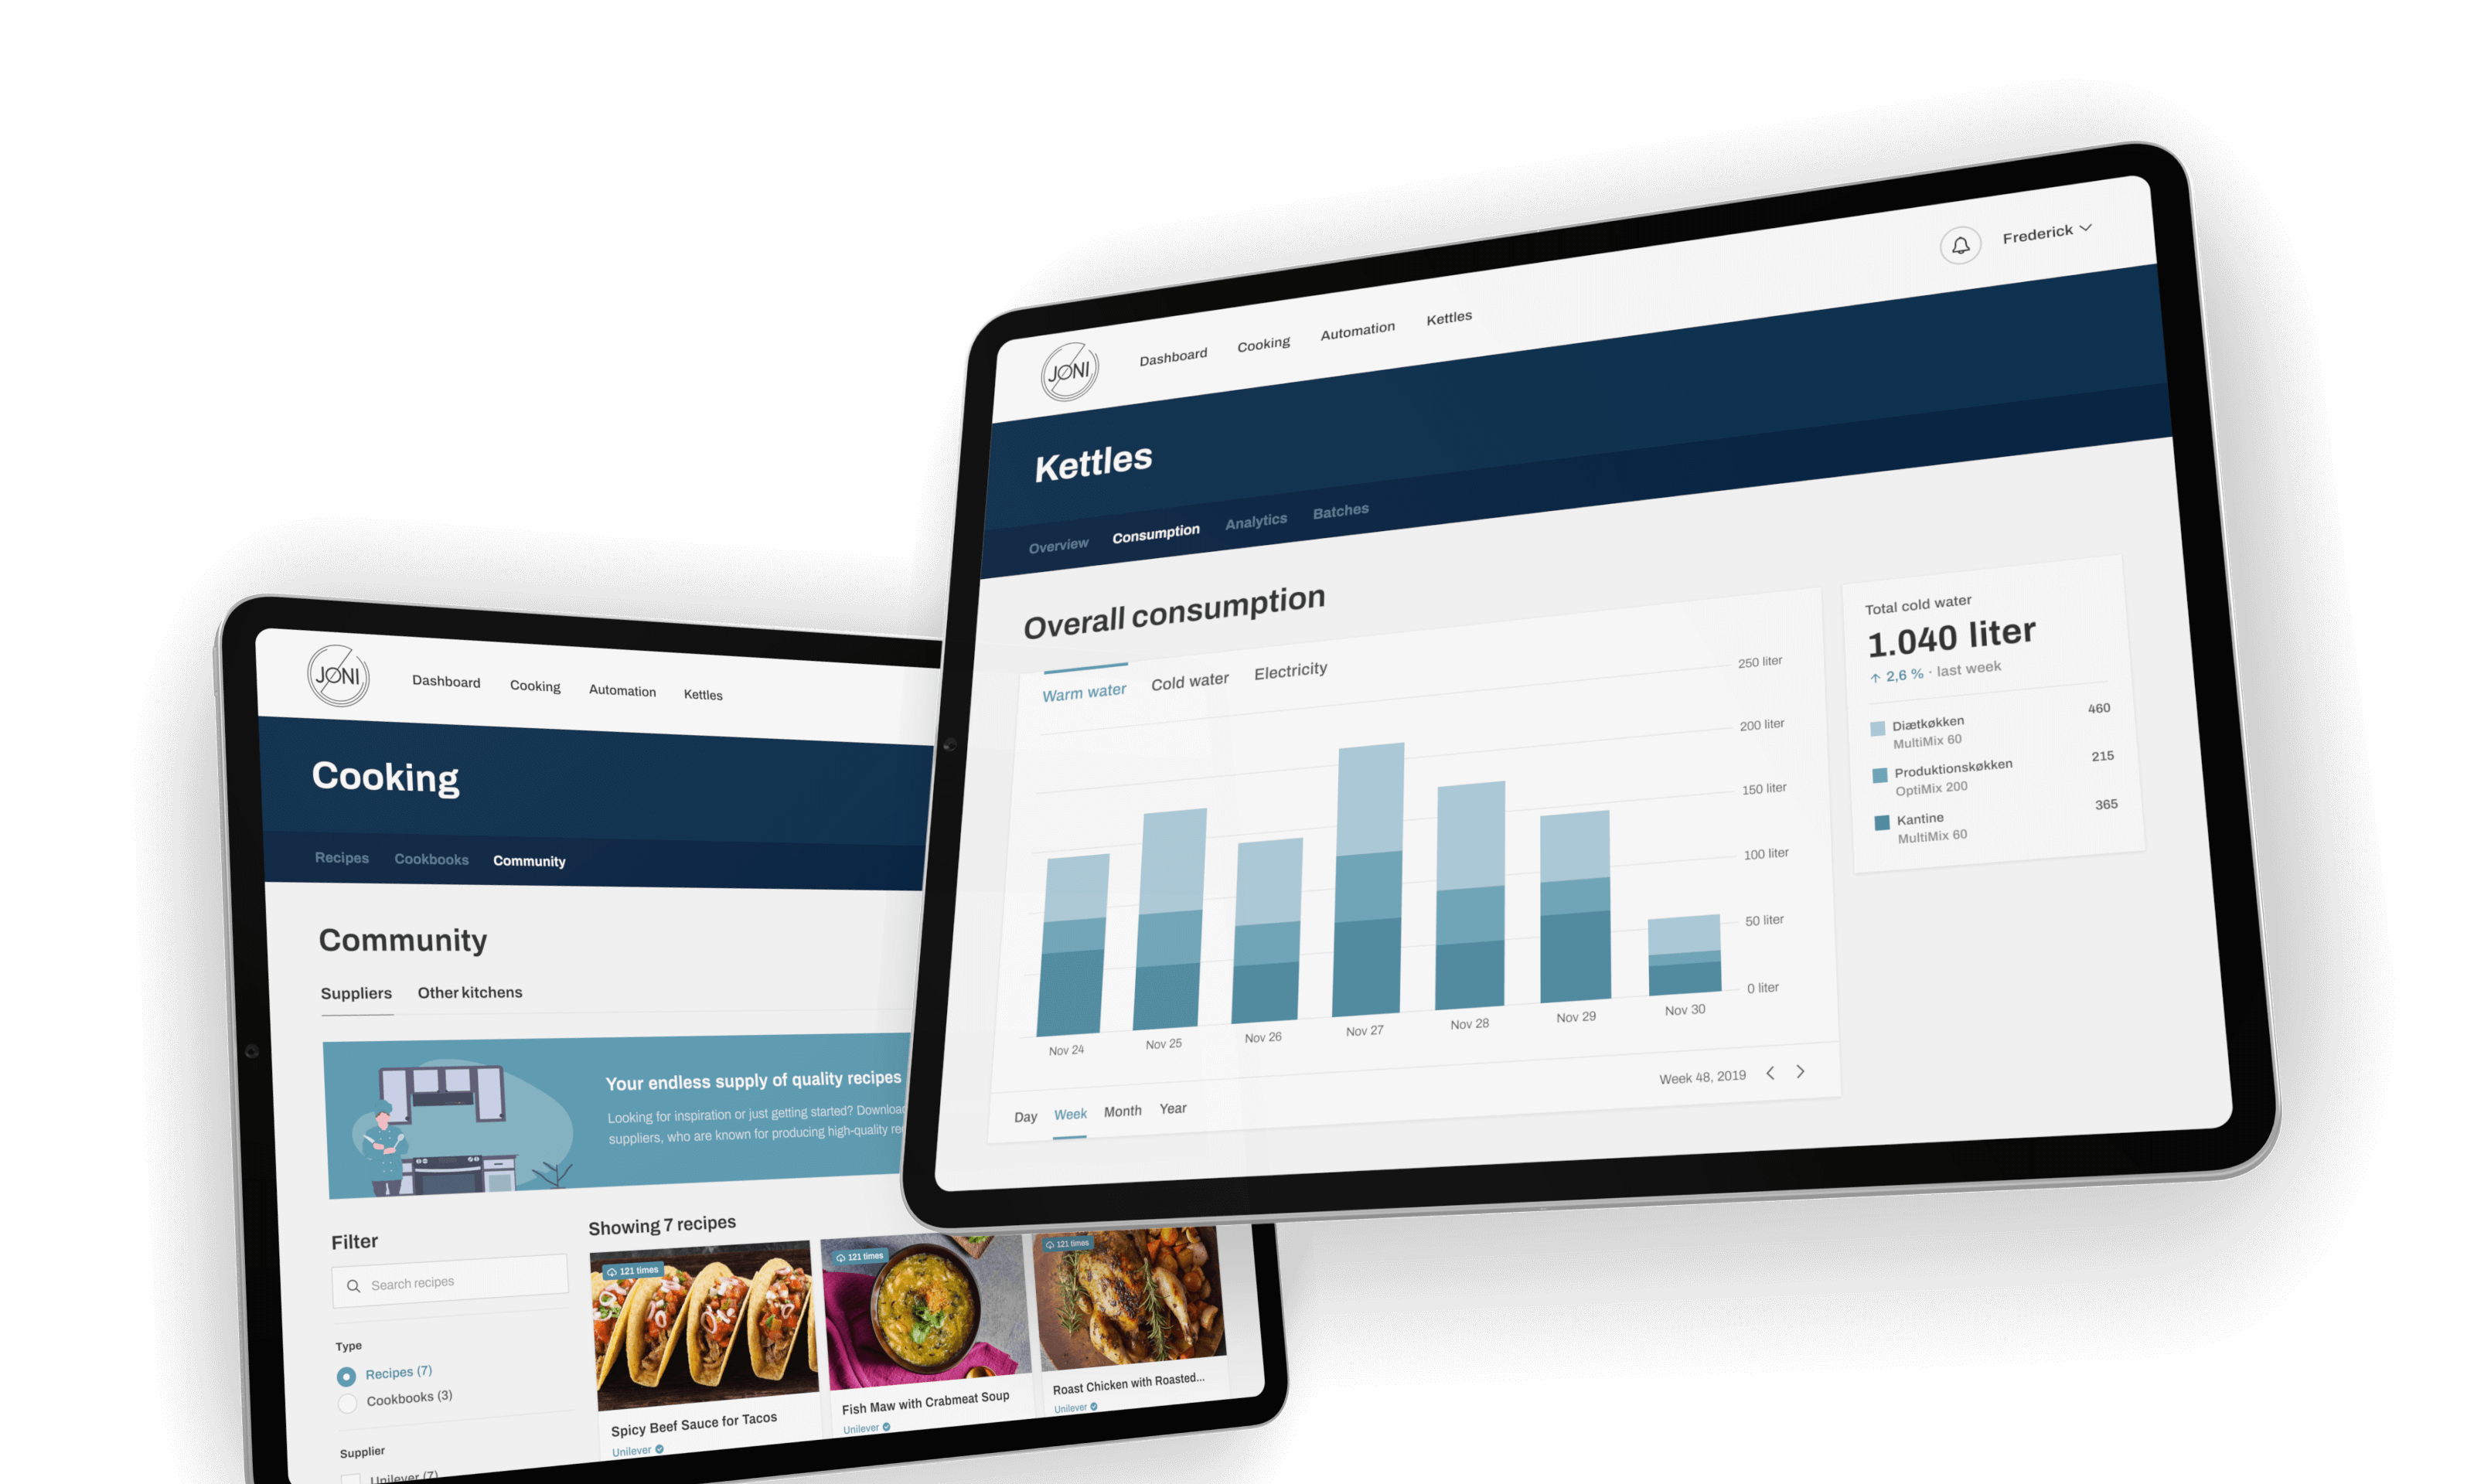 JØNI
Dashboard
Cooking
Automation
Kettles
Cooking
Recipes
Cookbooks
Community
Community
Suppliers
Other kitchens
Your endless supply of quality recipes
Looking for inspiration or just getting started? Download
suppliers, who are known for producing high-quality
Filter
Search recipes
Type
Recipes (7)
Cookbooks (3)
Supplier
Unilever (7)
Showing 7 recipes
121 times
Spicy Beef Sauce for Tacos
Unilever
121 times
Fish Maw with Crabmeat Soup
Unilever
121 times
Roast Chicken with Roasted...
Unilever
JØNI
Dashboard
Cooking
Automation
Kettles
Frederick
Kettles
Overview
Consumption
Analytics
Batches
Overall consumption
Warm water
Cold water
Electricity
250 liter
200 liter
150 liter
100 liter
50 liter
0 liter
Nov 24
Nov 25
Nov 26
Nov 27
Nov 28
Nov 29
Nov 30
Day
Week
Month
Year
Week 48, 2019
Total cold water
1.040 liter
↑ 2,6 % · last week
Diætkøkken
460
MultiMix 60
Produktionskøkken
215
OptiMix 200
Kantine
365
MultiMix 60